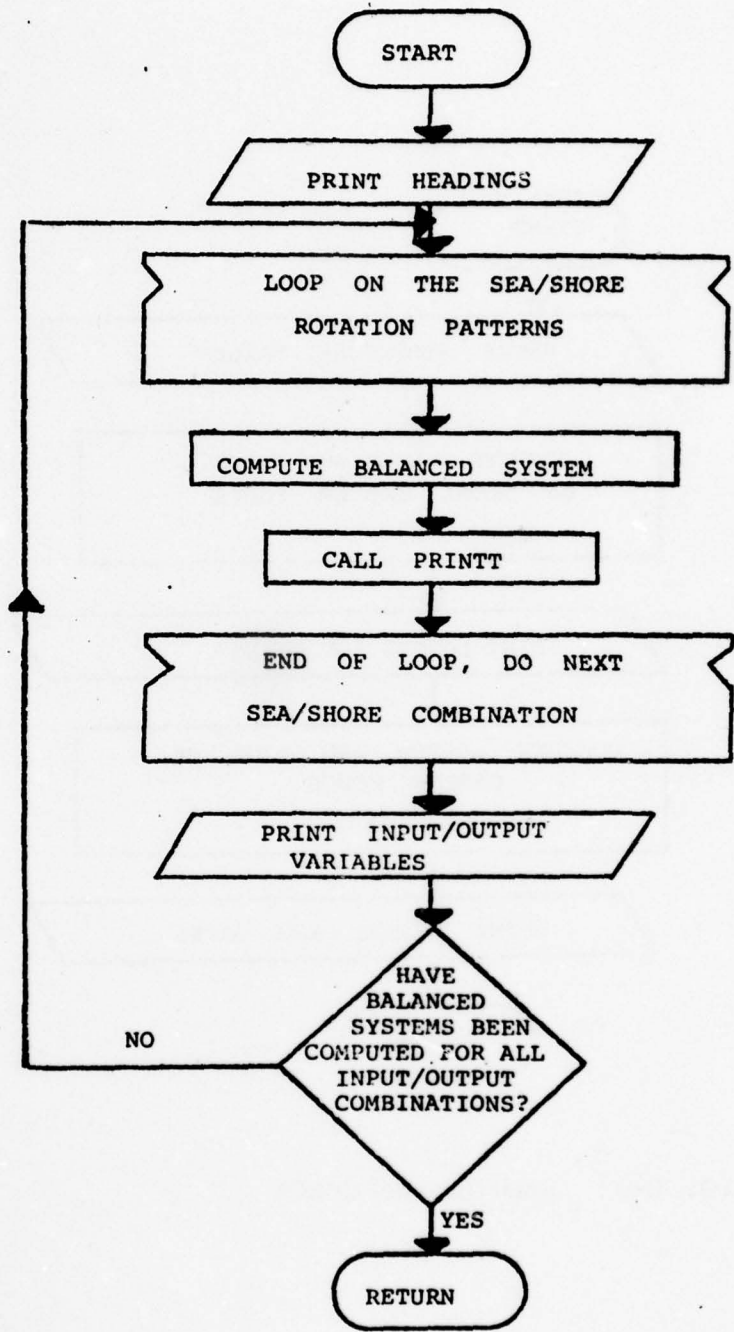 START
PRINT HEADINGS
LOOP ON THE SEA/SHORE
ROTATION PATTERNS
COMPUTE BALANCED SYSTEM
CALL PRINTT
END OF LOOP, DO NEXT
SEA/SHORE COMBINATION
PRINT INPUT/OUTPUT
VARIABLES
HAVE
BALANCED
SYSTEMS BEEN
COMPUTED FOR ALL
INPUT/OUTPUT
COMBINATIONS?
NO
YES
RETURN